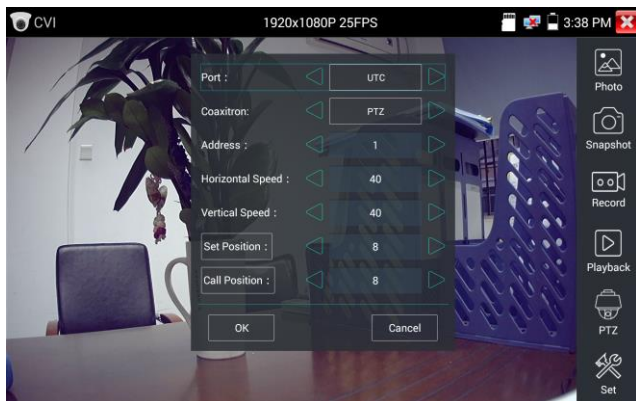 CVI 1920x1080P 25FPS 3:38 PM
Port : UTC
Coaxitron: PTZ
Address : 1
Horizontal Speed : 40
Vertical Speed : 40
Set Position : 8
Call Position : 8
OK Cancel
Photo
Snapshot
Record
Playback
PTZ
Set